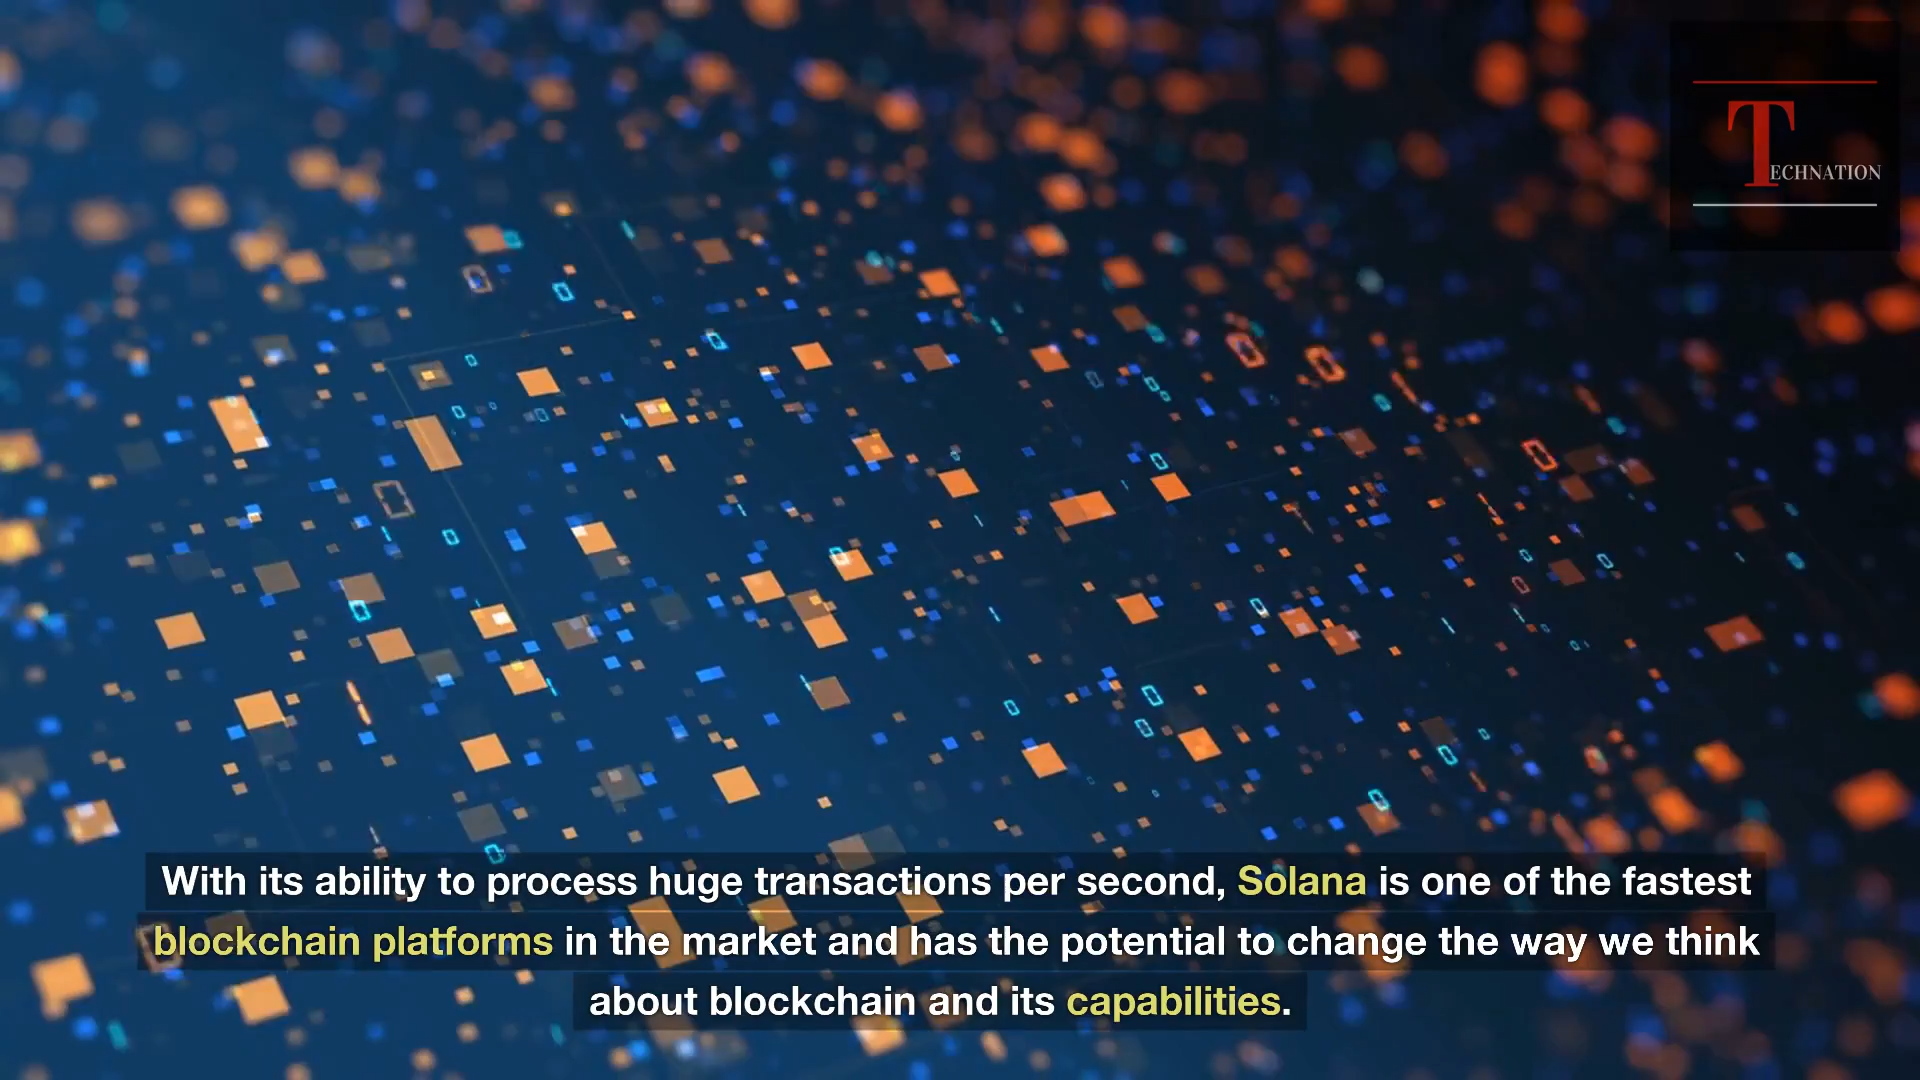 TECHNATION
With its ability to process huge transactions per second, Solana is one of the fastest
blockchain platforms in the market and has the potential to change the way we think
about blockchain and its capabilities.